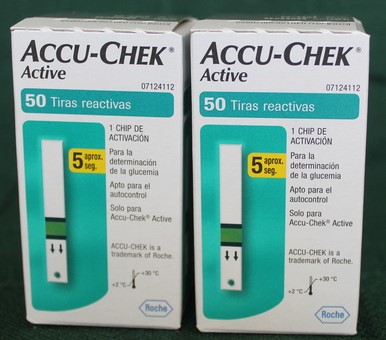 ACCU-CHEK®
Active
07124112
50 Tiras reactivas
1 CHIP DE
ACTIVACIÓN
5 aprox.
seg.
Para la
determinación
de la glucemia
Apto para el
autocontrol
Solo para
Accu-Chek® Active
ACCU-CHEK is a
trademark of Roche.
+30 °C
+2 °C
Roche
ACCU-CHEK®
Active
07124112
50 Tiras reactivas
1 CHIP DE
ACTIVACIÓN
5 aprox.
seg.
Para la
determinación
de la glucemia
Apto para el
autocontrol
Solo para
Accu-Chek® Active
ACCU-CHEK is a
trademark of Roche.
+30 °C
+2 °C
Roche